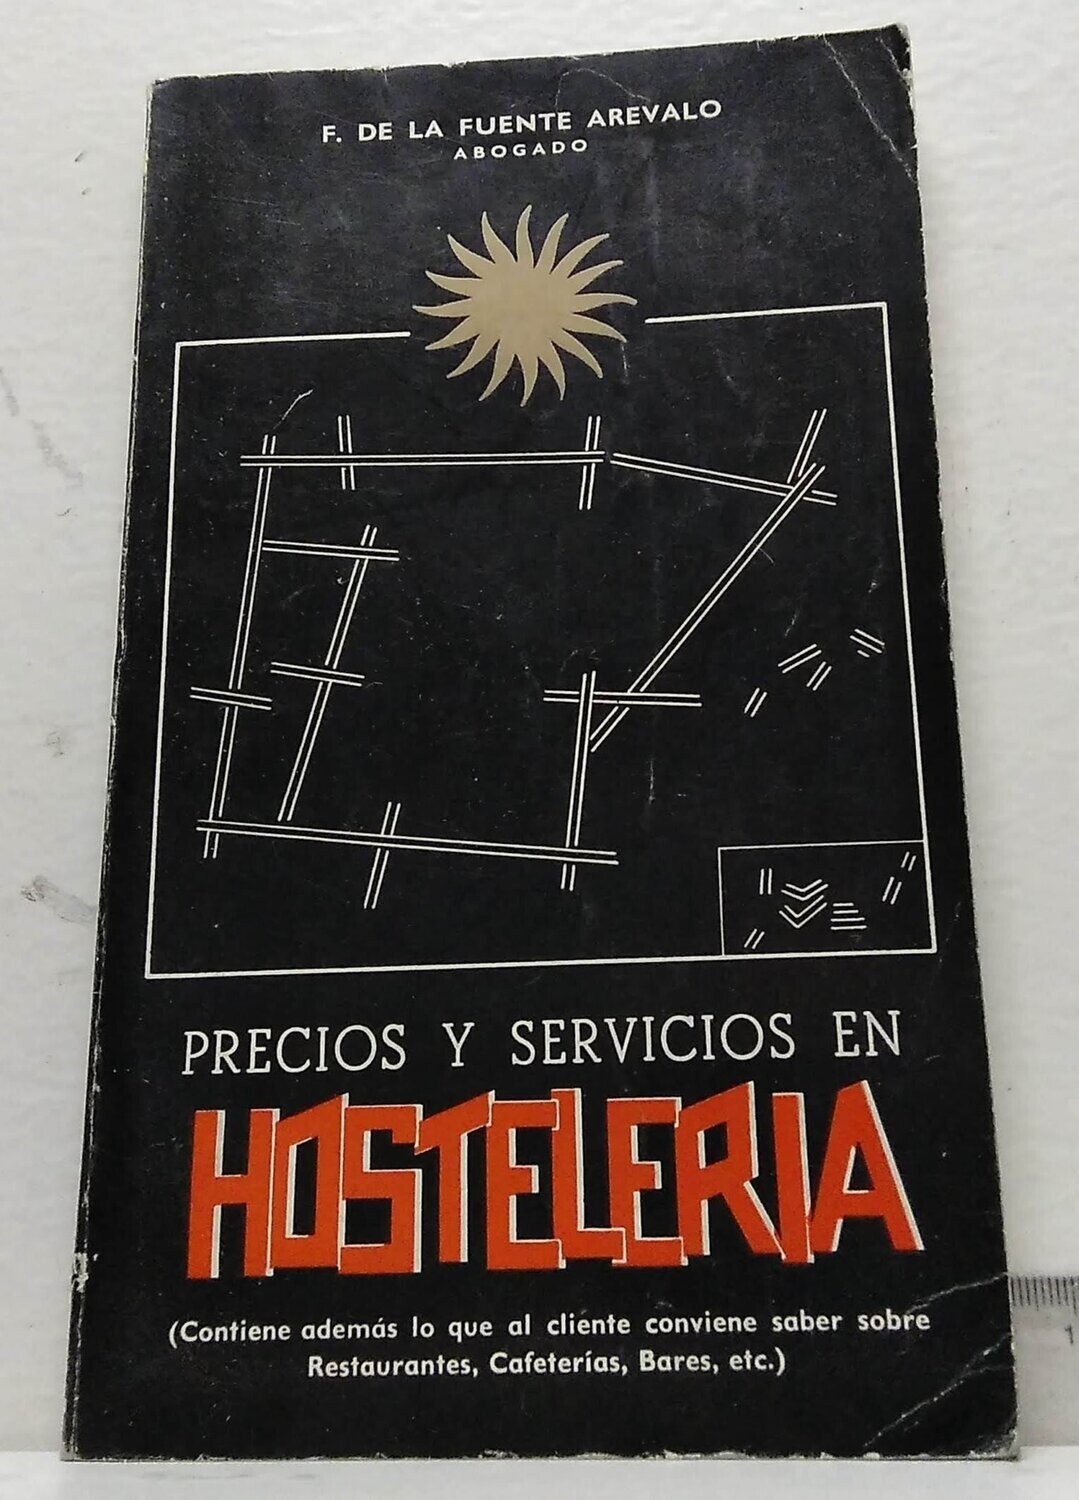 F. DE LA FUENTE AREVALO
ABOGADO
PRECIOS Y SERVICIOS EN
HOSTELERIA
(Contiene además lo que al cliente conviene saber sobre
Restaurantes, Cafeterías, Bares, etc.)
1